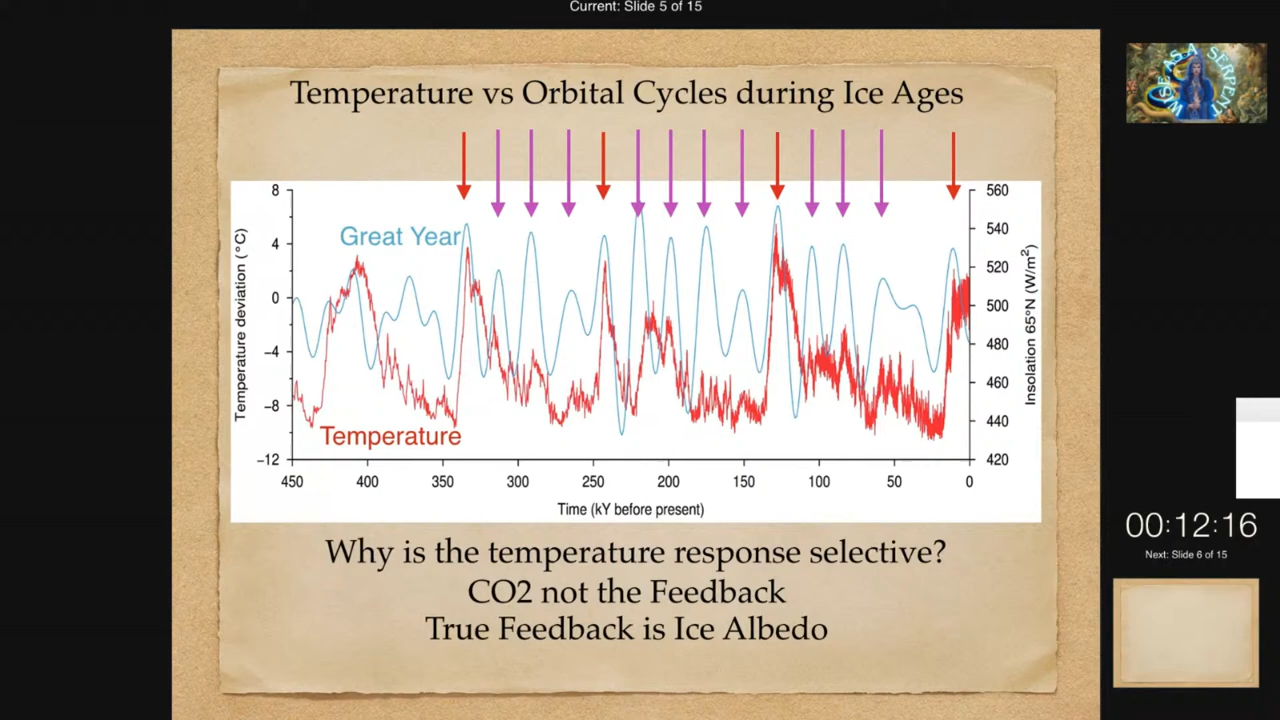 Current: Slide 5 of 15
WISE AS A SERPENT
Temperature vs Orbital Cycles during Ice Ages
Great Year
Temperature
Temperature deviation (°C)
8
4
0
−4
−8
−12
560
540
520
500
480
460
440
420
Insolation 65°N (W/m²)
450 400 350 300 250 200 150 100 50 0
Time (kY before present)
Why is the temperature response selective?
CO2 not the Feedback
True Feedback is Ice Albedo
00:12:16
Next: Slide 6 of 15